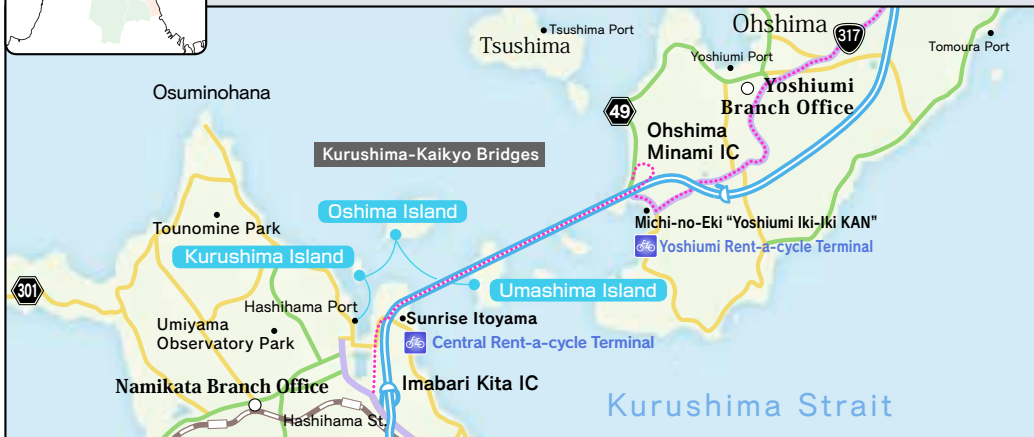 Tsushima Port
Tsushima
Ohshima
317
Tomoura Port
Yoshiumi Port
Yoshiumi
Branch Office
Osuminohana
49
Ohshima
Minami IC
Kurushima-Kaikyo Bridges
Oshima Island
Tounomine Park
Michi-no-Eki “Yoshiumi Iki-Iki KAN”
Kurushima Island
Yoshiumi Rent-a-cycle Terminal
301
Umashima Island
Hashihama Port
Sunrise Itoyama
Umiyama
Observatory Park
Central Rent-a-cycle Terminal
Namikata Branch Office
Imabari Kita IC
Kurushima Strait
Hashihama St.